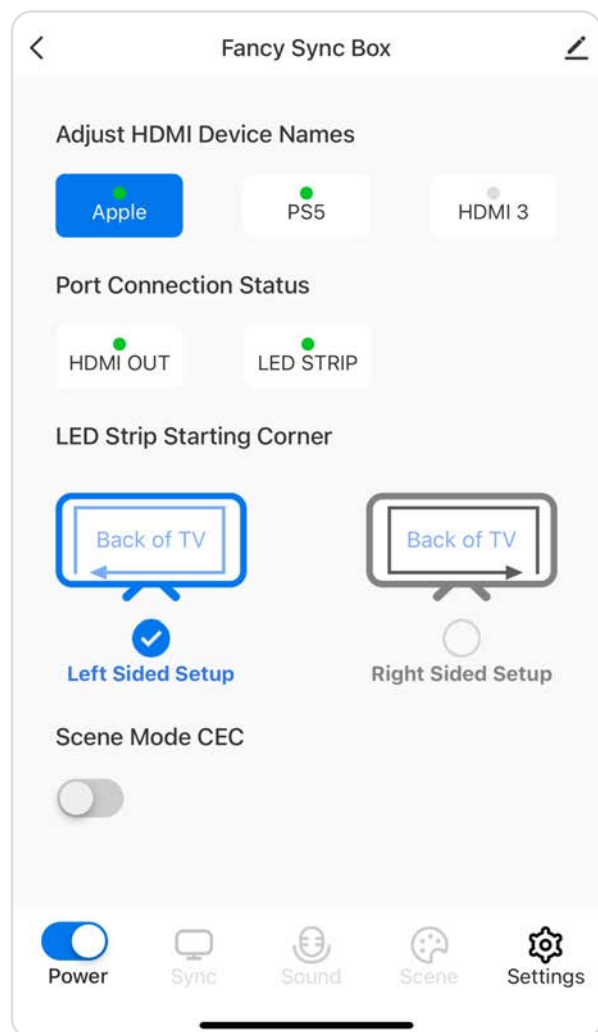 Fancy Sync Box
Adjust HDMI Device Names
Apple PS5 HDMI 3
Port Connection Status
HDMI OUT LED STRIP
LED Strip Starting Corner
Back of TV Back of TV
Left Sided Setup Right Sided Setup
Scene Mode CEC
Power Sync Sound Scene Settings